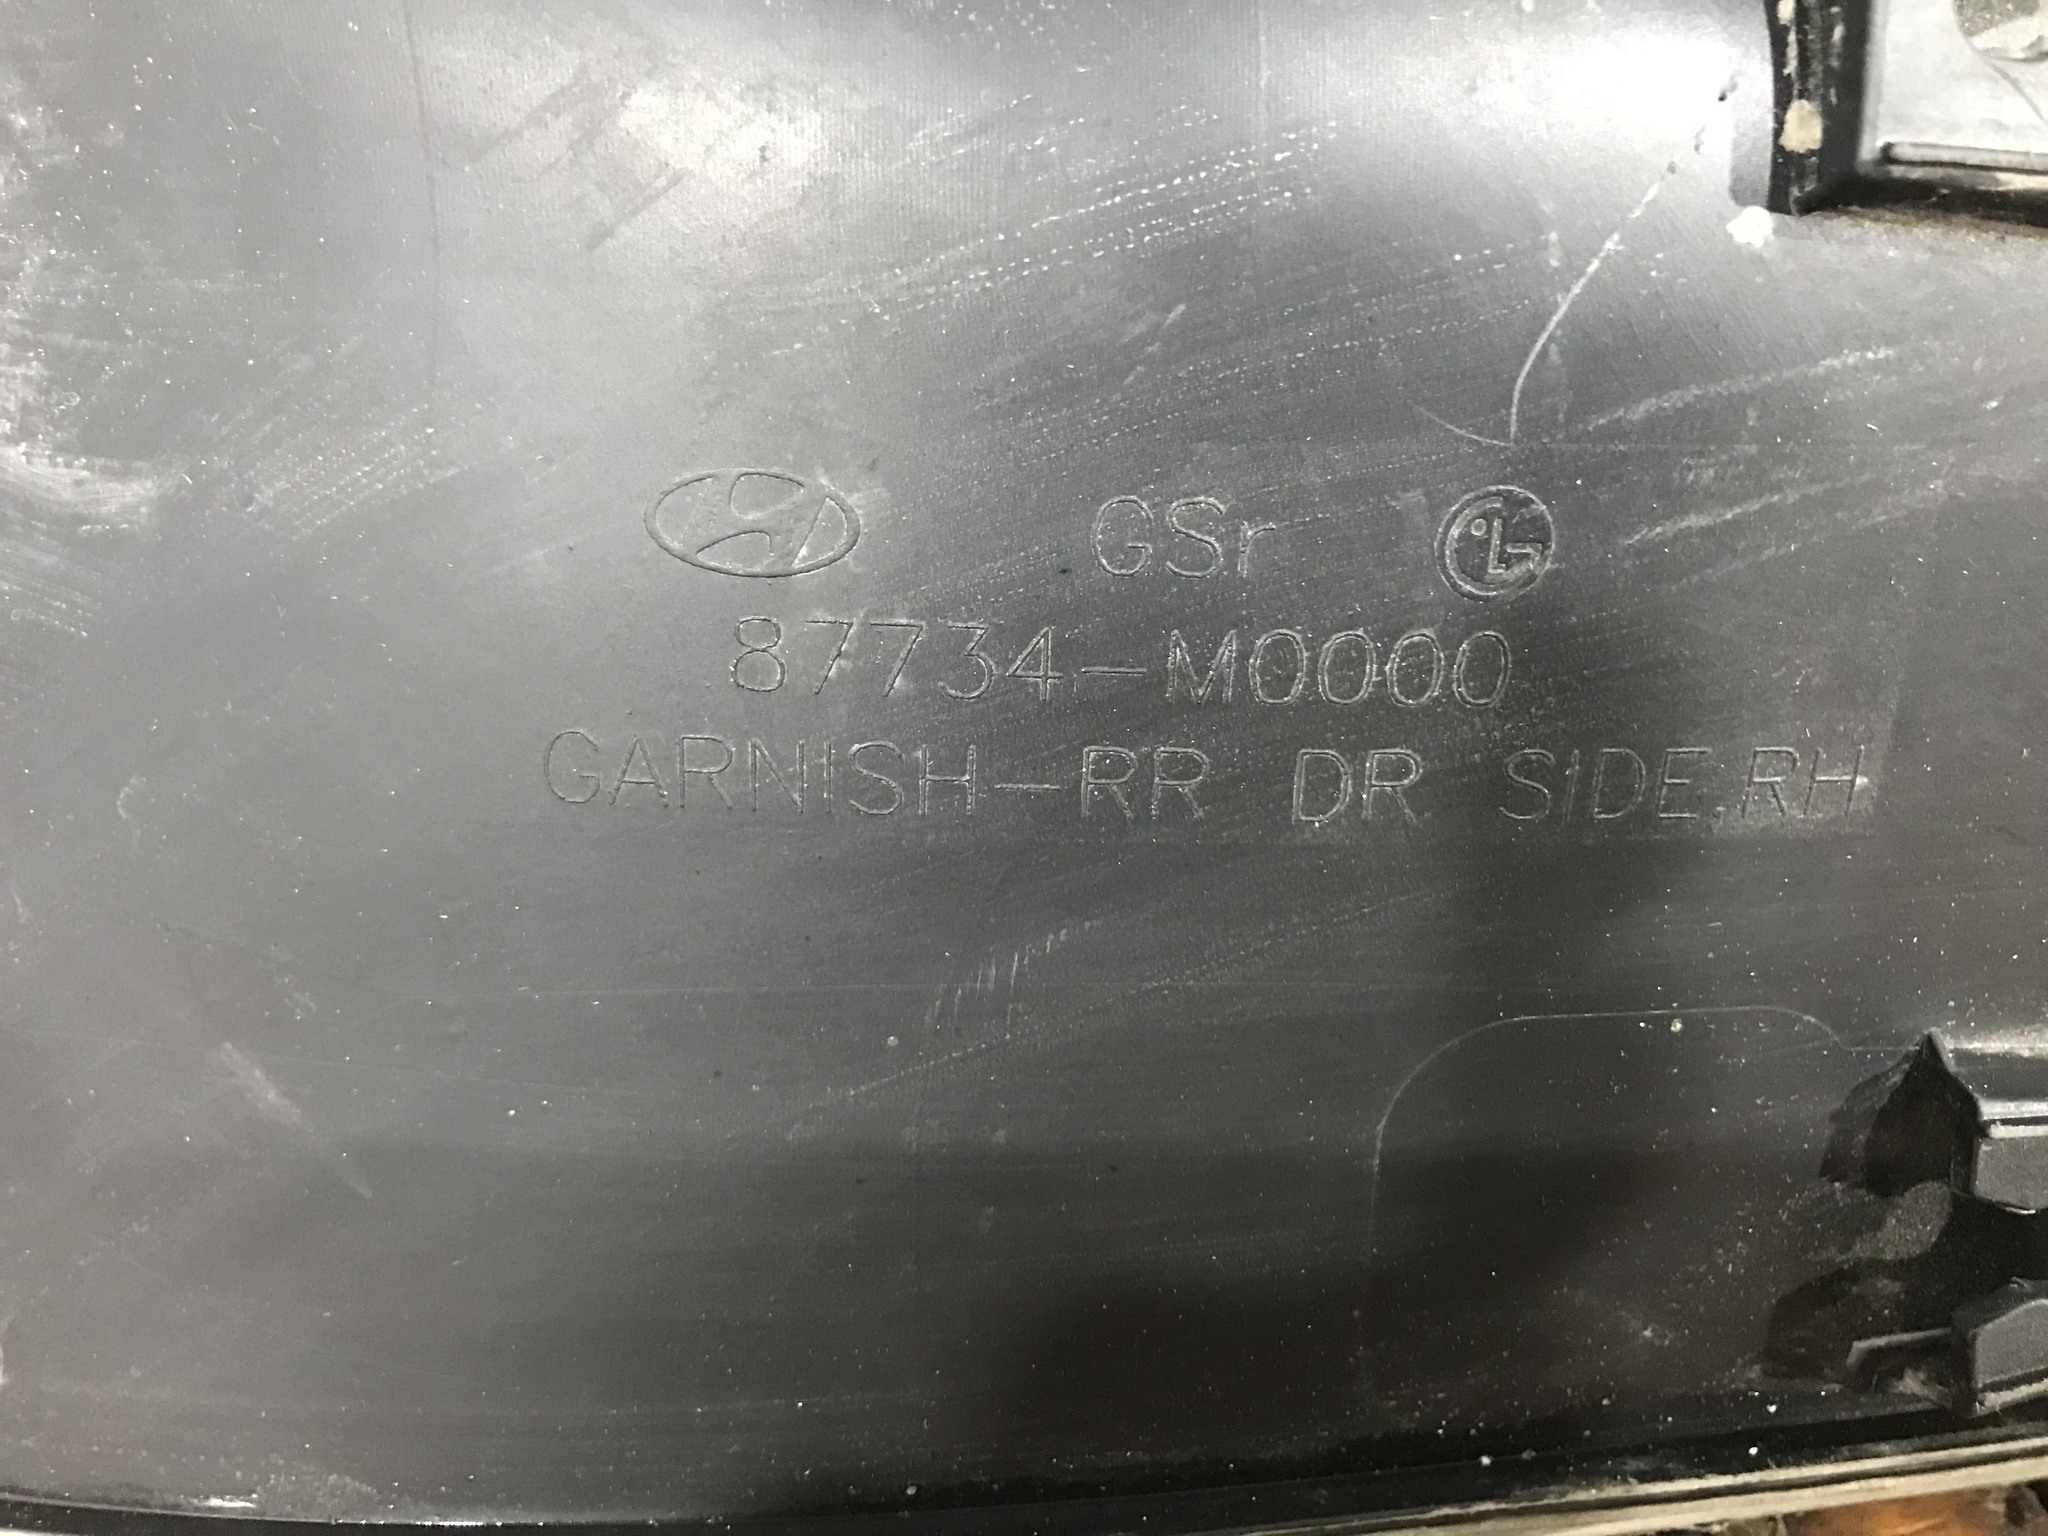 GSr LG
87734-M0000
GARNISH-RR DR SIDE,RH